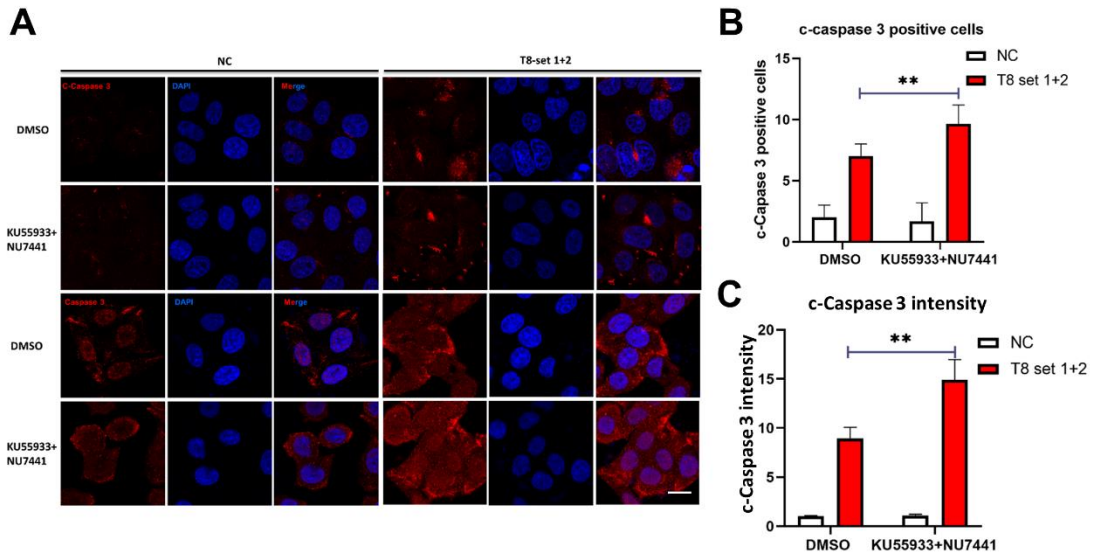 A
NC
T8-set 1+2
C-Caspase 3
DAPI
Merge
DMSO
KU55933+
NU7441
Caspase 3
DAPI
Merge
DMSO
KU55933+
NU7441
B
c-caspase 3 positive cells
NC
T8 set 1+2
**
c-Capase 3 positive cells
15
10
5
0
DMSO
KU55933+NU7441
C
c-Caspase 3 intensity
NC
T8 set 1+2
**
c-Caspase 3 intensity
20
15
10
5
0
DMSO
KU55933+NU7441